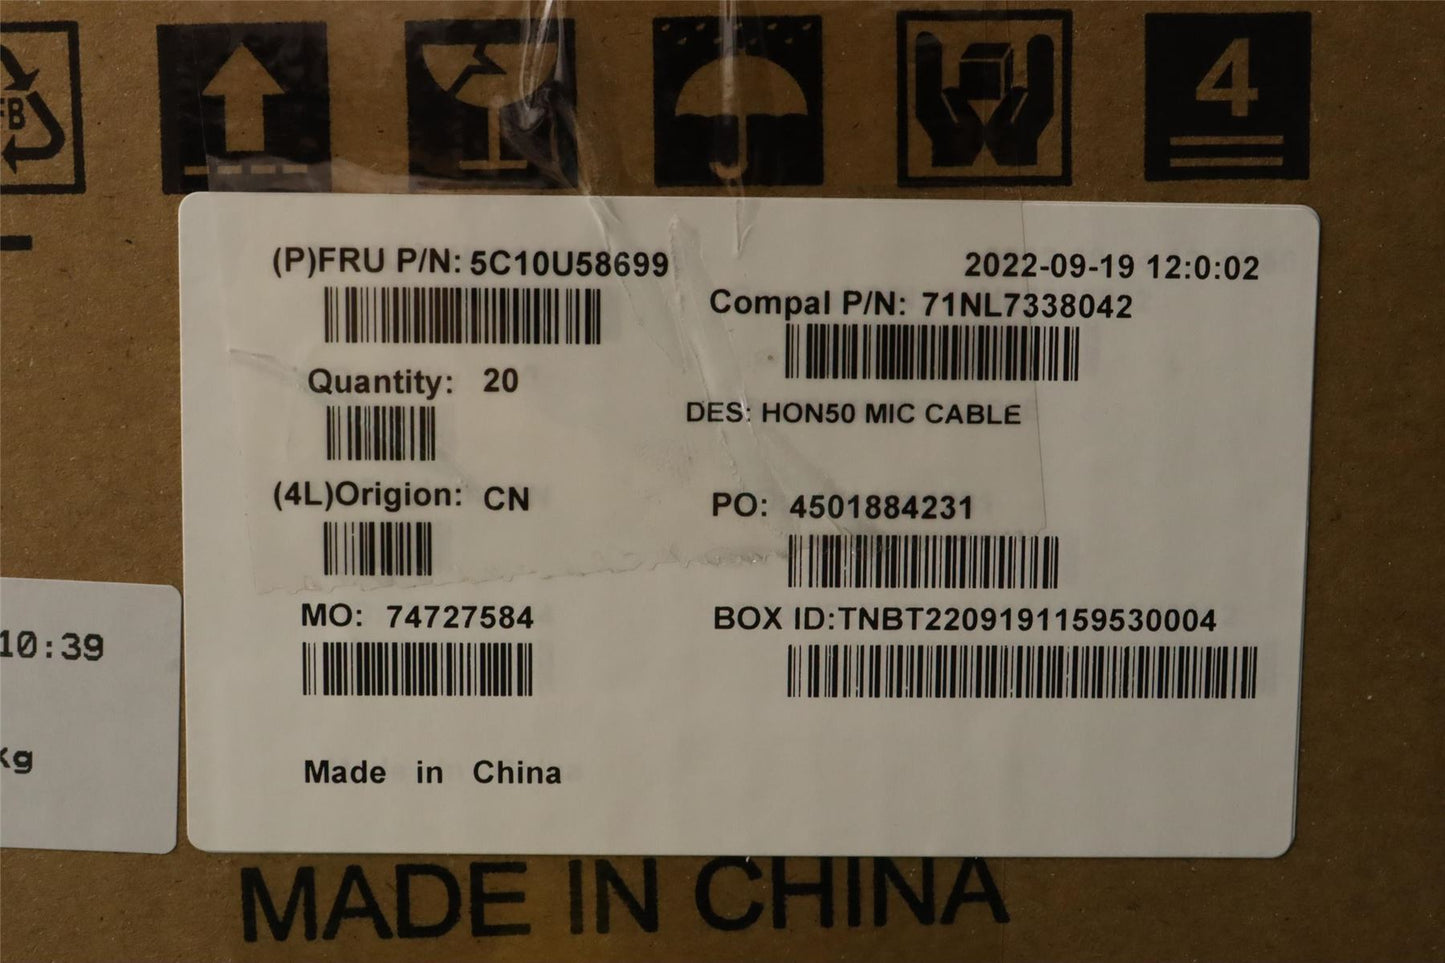 FB
4
(P)FRU P/N: 5C10U58699
2022-09-19 12:0:02
Compal P/N: 71NL7338042
Quantity: 20
DES: HON50 MIC CABLE
(4L)Origion: CN
PO: 4501884231
MO: 74727584
BOX ID:TNBT2209191159530004
10:39
Kg
Made in China
MADE IN CHINA